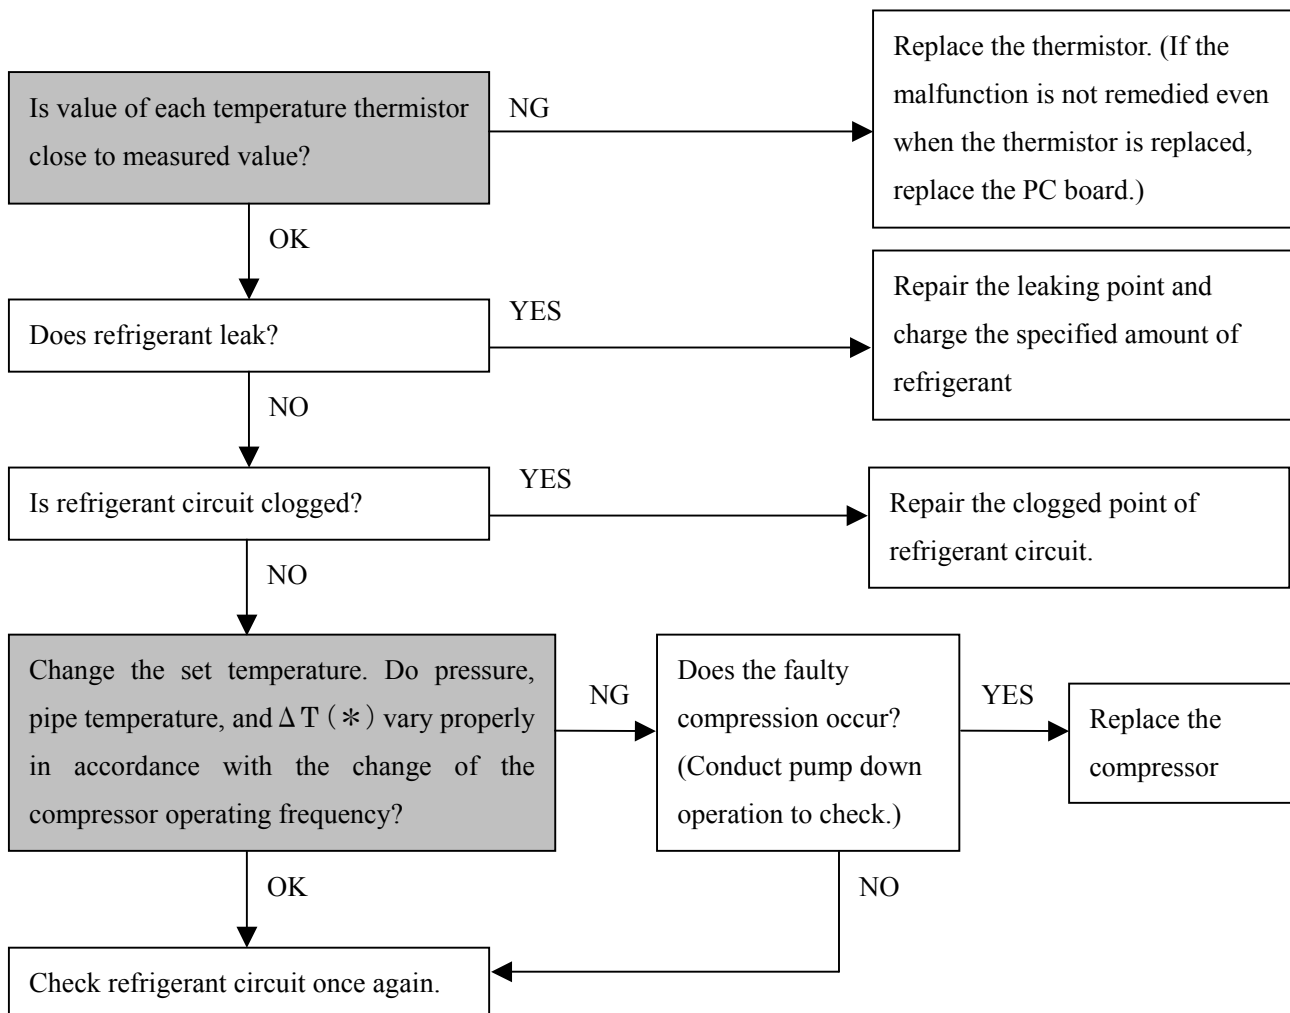 Is value of each temperature thermistor
close to measured value?
NG
Replace the thermistor. (If the
malfunction is not remedied even
when the thermistor is replaced,
replace the PC board.)
OK
Does refrigerant leak?
YES
Repair the leaking point and
charge the specified amount of
refrigerant
NO
Is refrigerant circuit clogged?
YES
Repair the clogged point of
refrigerant circuit.
NO
Change the set temperature. Do pressure,
pipe temperature, and ΔT(*) vary properly
in accordance with the change of the
compressor operating frequency?
NG
Does the faulty
compression occur?
(Conduct pump down
operation to check.)
YES
Replace the
compressor
OK
NO
Check refrigerant circuit once again.